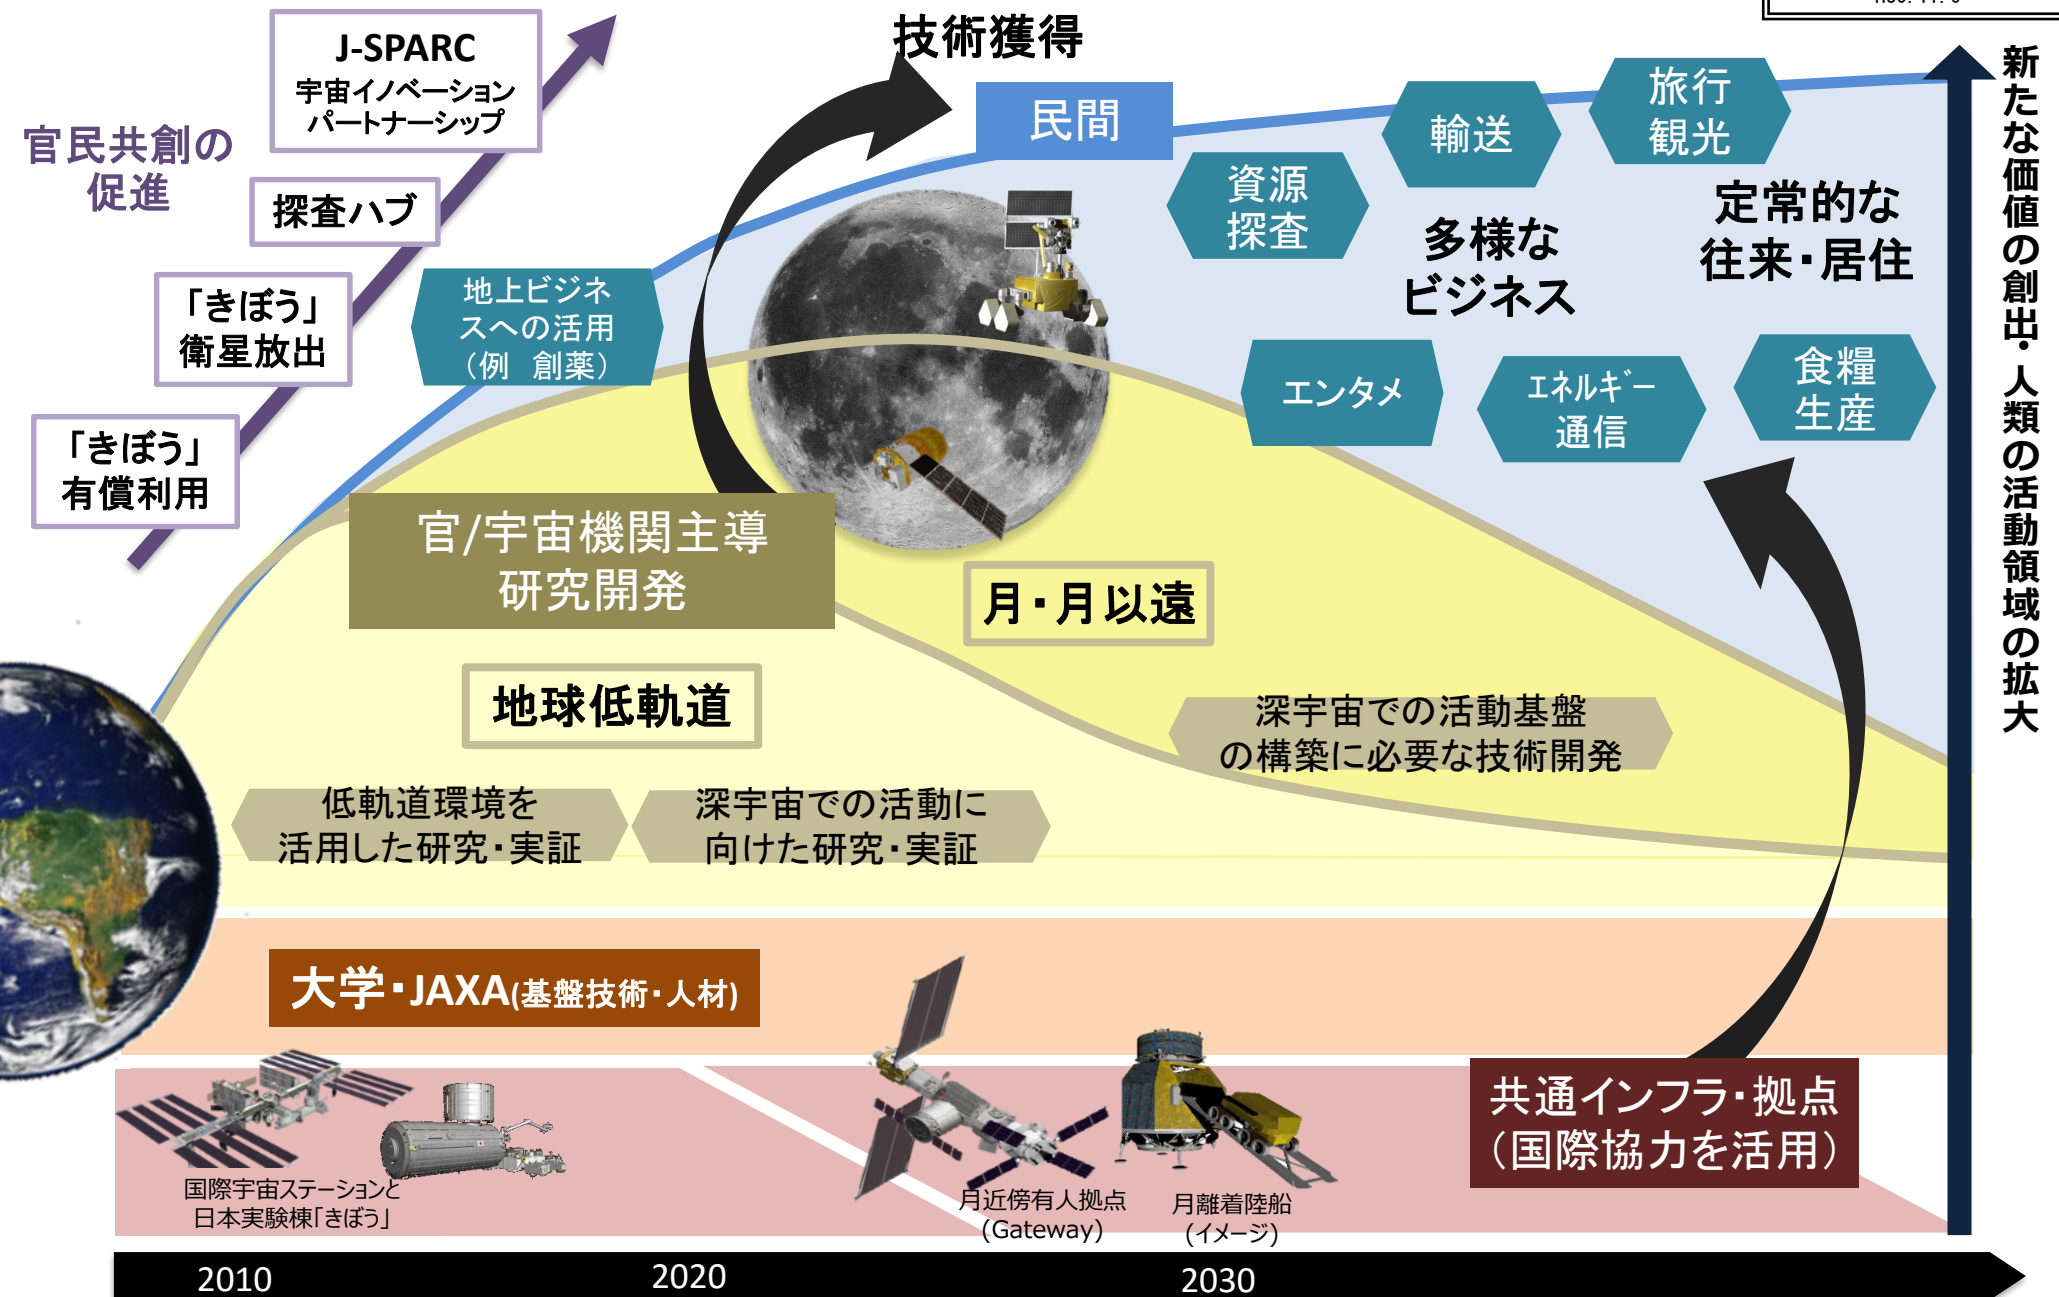 J-SPARC
宇宙イノベーション
パートナーシップ
官民共創の
促進
探査ハブ
「きぼう」
衛星放出
「きぼう」
有償利用
技術獲得
民間
地上ビジネ
スへの活用
(例　創薬)
資源
探査
輸送
旅行
観光
多様な
ビジネス
定常的な
往来・居住
エンタメ
エネルギー
通信
食糧
生産
新たな価値の創出・人類の活動領域の拡大
官/宇宙機関主導
研究開発
月・月以遠
地球低軌道
深宇宙での活動基盤
の構築に必要な技術開発
低軌道環境を
活用した研究・実証
深宇宙での活動に
向けた研究・実証
大学・JAXA(基盤技術・人材)
共通インフラ・拠点
(国際協力を活用)
国際宇宙ステーションと
日本実験棟「きぼう」
月近傍有人拠点
(Gateway)
月離着陸船
(イメージ)
2010
2020
2030